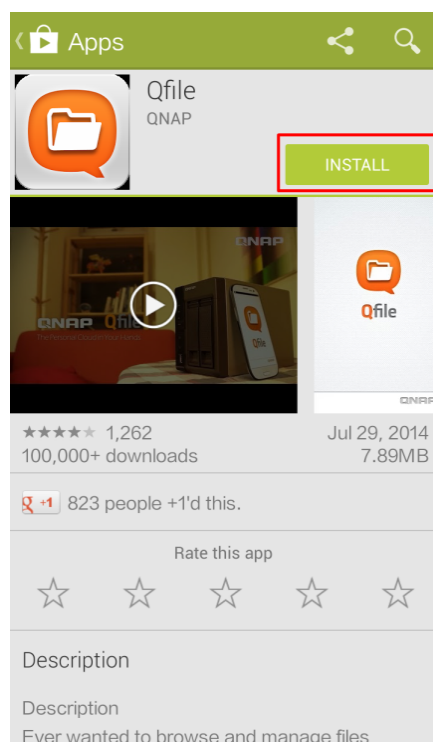 Apps
Qfile
QNAP
INSTALL
QNAP
QNAP Qfile
Qfile
Qfile
QNAP
1,262
Jul 29, 2014
100,000+ downloads
7.89MB
g +1 823 people +1'd this.
Rate this app
Description
Description
Ever wanted to browse and manage files